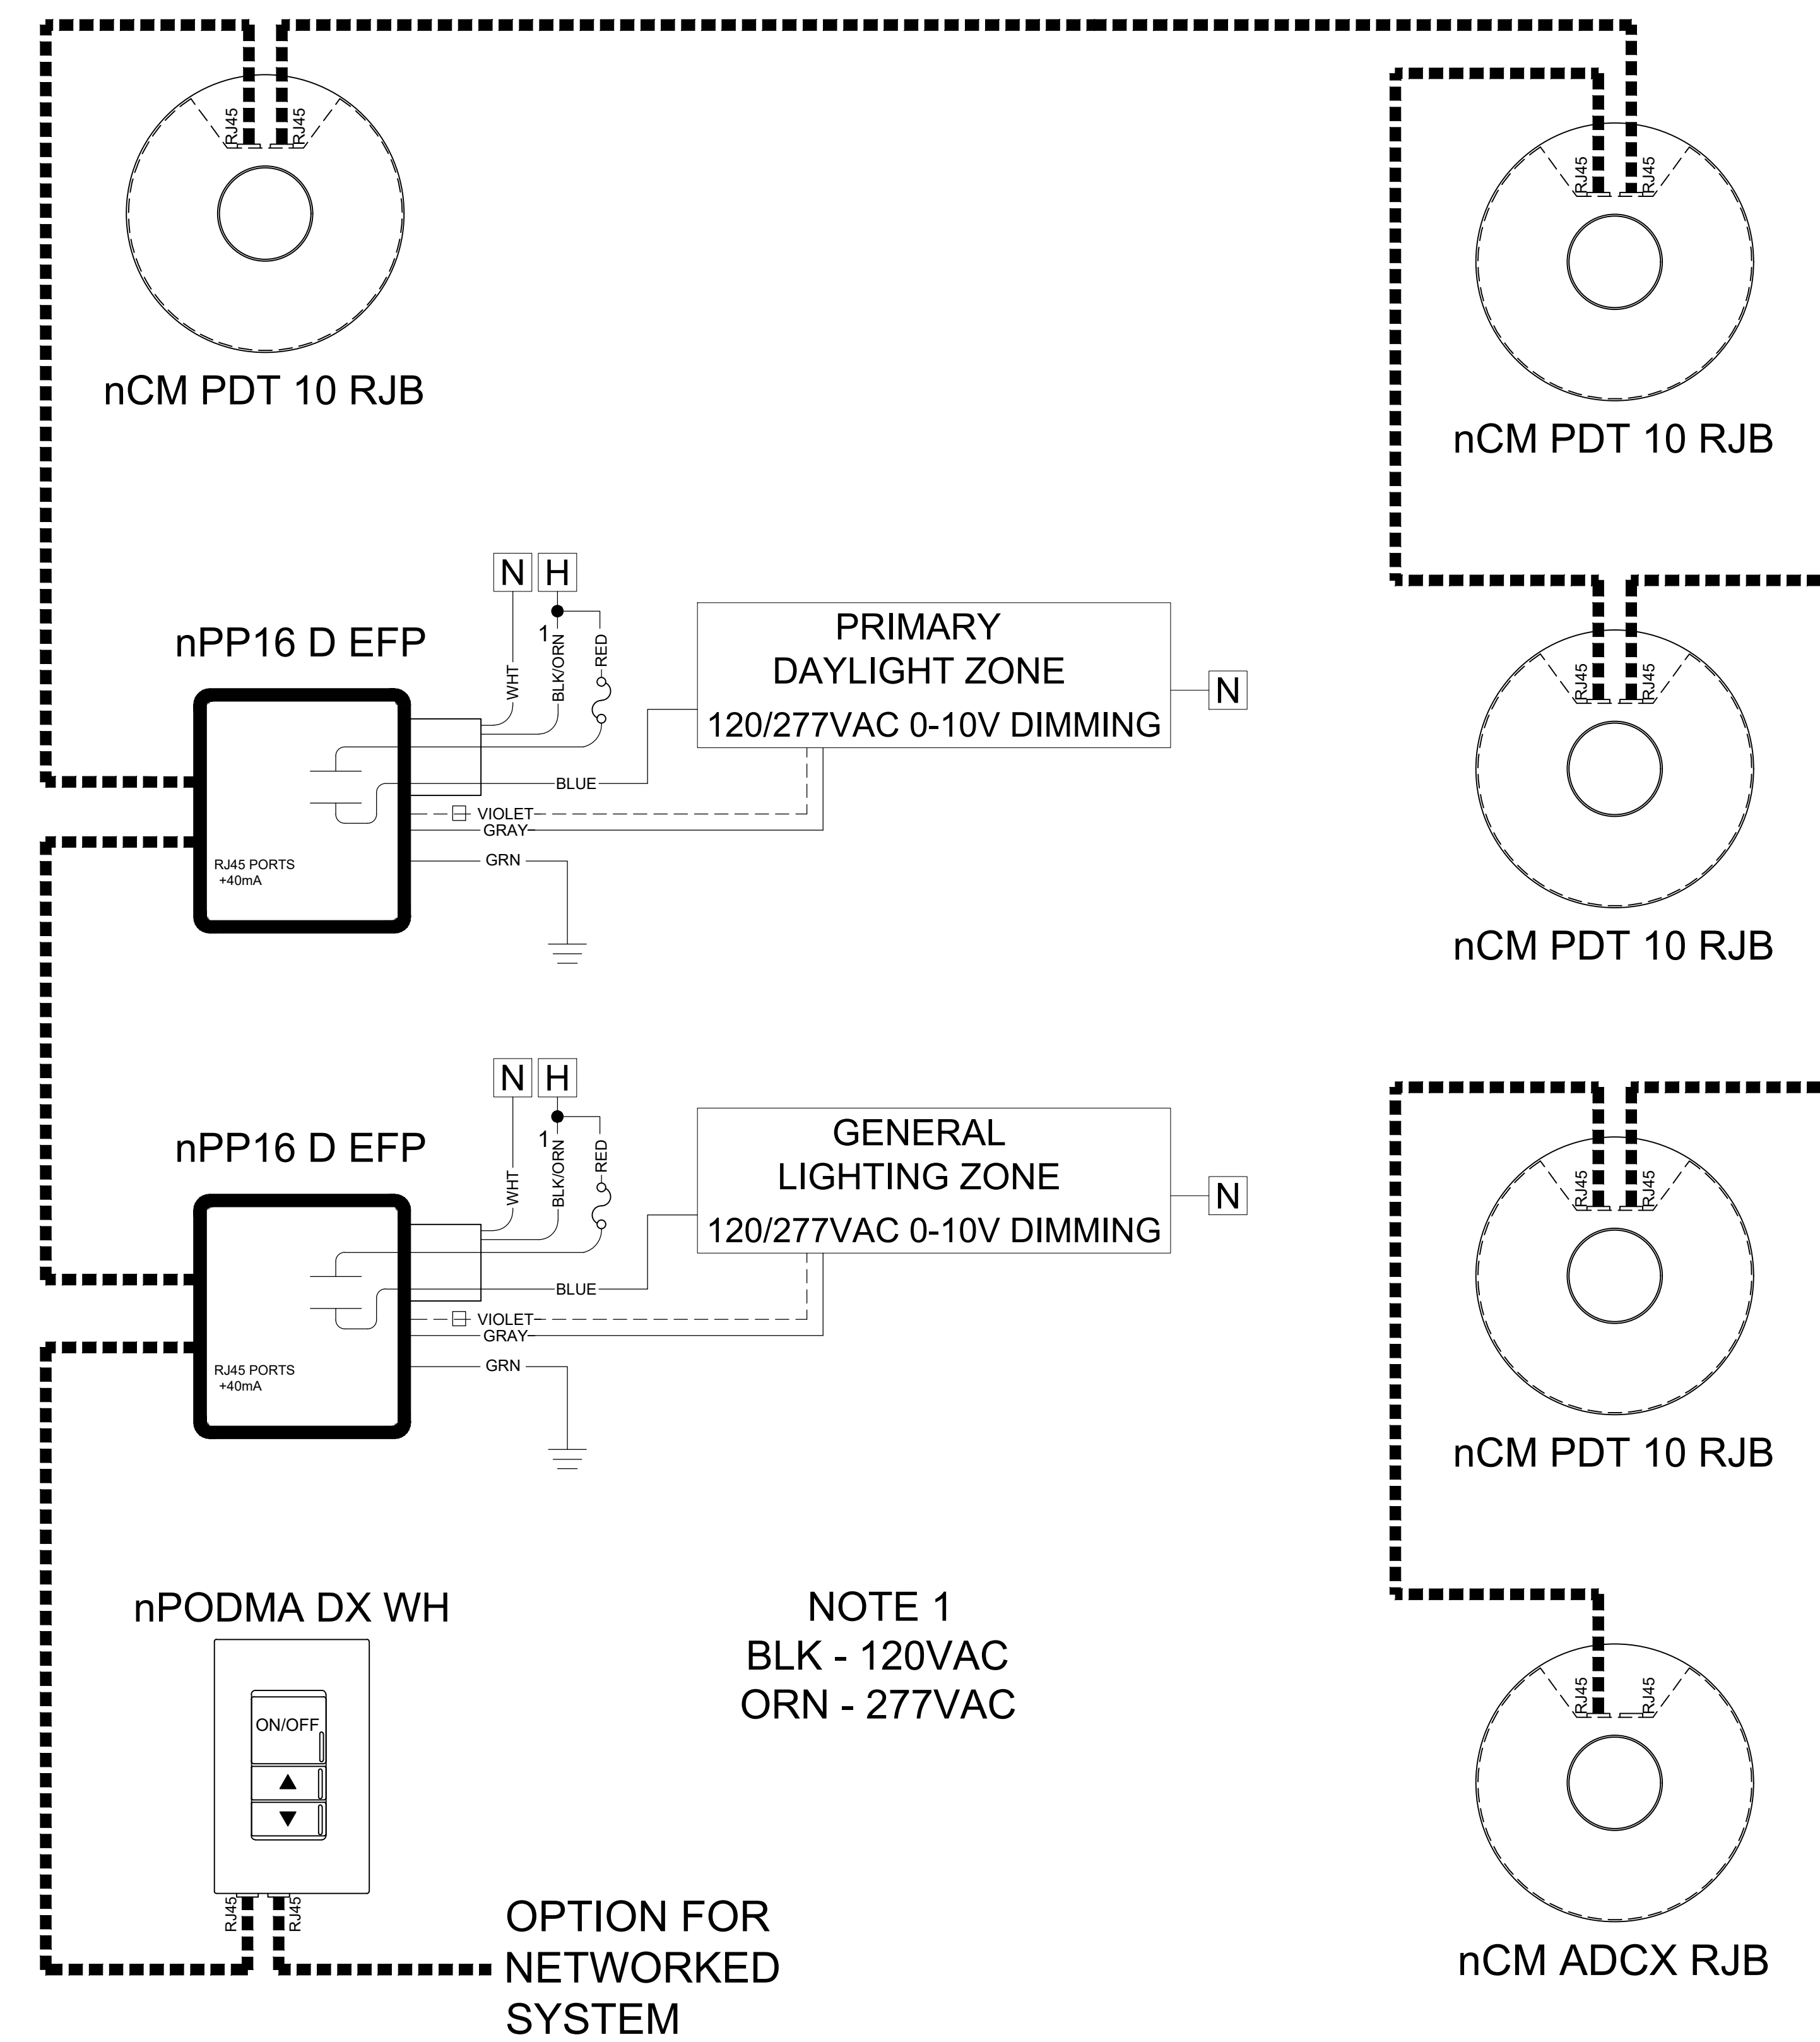 RJ45
RJ45
nCM PDT 10 RJB
RJ45
RJ45
nCM PDT 10 RJB
N
H
nPP16 D EFP
1
WHT
BLK/ORN
RED
PRIMARY
DAYLIGHT ZONE
120/277VAC 0-10V DIMMING
N
BLUE
VIOLET
GRAY
GRN
RJ45 PORTS
+40mA
RJ45
RJ45
nCM PDT 10 RJB
N
H
nPP16 D EFP
1
WHT
BLK/ORN
RED
GENERAL
LIGHTING ZONE
120/277VAC 0-10V DIMMING
N
BLUE
VIOLET
GRAY
GRN
RJ45 PORTS
+40mA
RJ45
RJ45
nCM PDT 10 RJB
nPODMA DX WH
ON/OFF
RJ45
RJ45
NOTE 1
BLK - 120VAC
ORN - 277VAC
OPTION FOR
NETWORKED
SYSTEM
RJ45
RJ45
nCM ADCX RJB